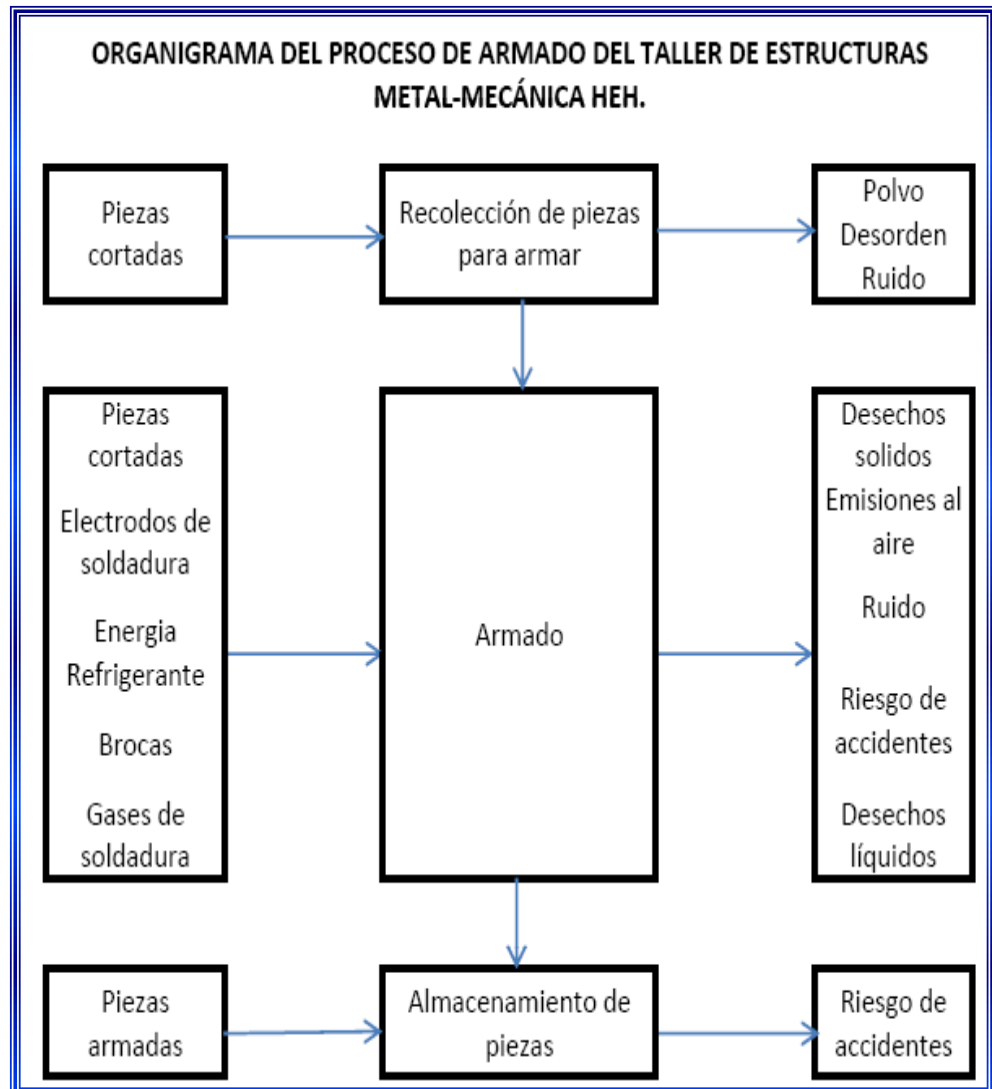 ORGANIGRAMA DEL PROCESO DE ARMADO DEL TALLER DE ESTRUCTURAS
METAL-MECÁNICA HEH.
Piezas
cortadas
Recolección de piezas
para armar
Polvo
Desorden
Ruido
Piezas
cortadas
Electrodos de
soldadura
Energia
Refrigerante
Brocas
Gases de
soldadura
Armado
Desechos
solidos
Emisiones al
aire
Ruido
Riesgo de
accidentes
Desechos
líquidos
Piezas
armadas
Almacenamiento de
piezas
Riesgo de
accidentes